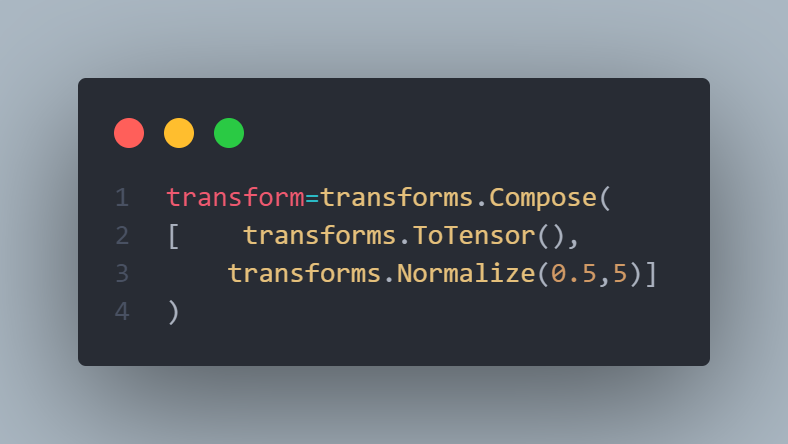 1 transform=transforms.Compose(
2 [    transforms.ToTensor(),
3     transforms.Normalize(0.5,5)]
4 )